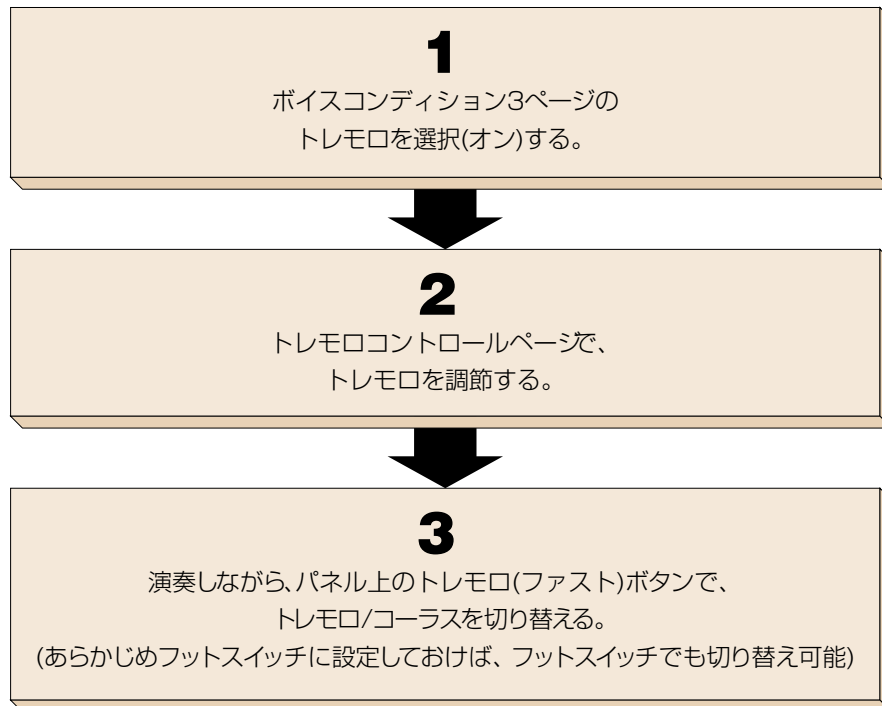 1
ボイスコンディション3ページの
トレモロを選択(オン)する。
2
トレモロコントロールページで、
トレモロを調節する。
3
演奏しながら、パネル上のトレモロ(ファスト)ボタンで、
トレモロ/コーラスを切り替える。
(あらかじめフットスイッチに設定しておけば、フットスイッチでも切り替え可能)